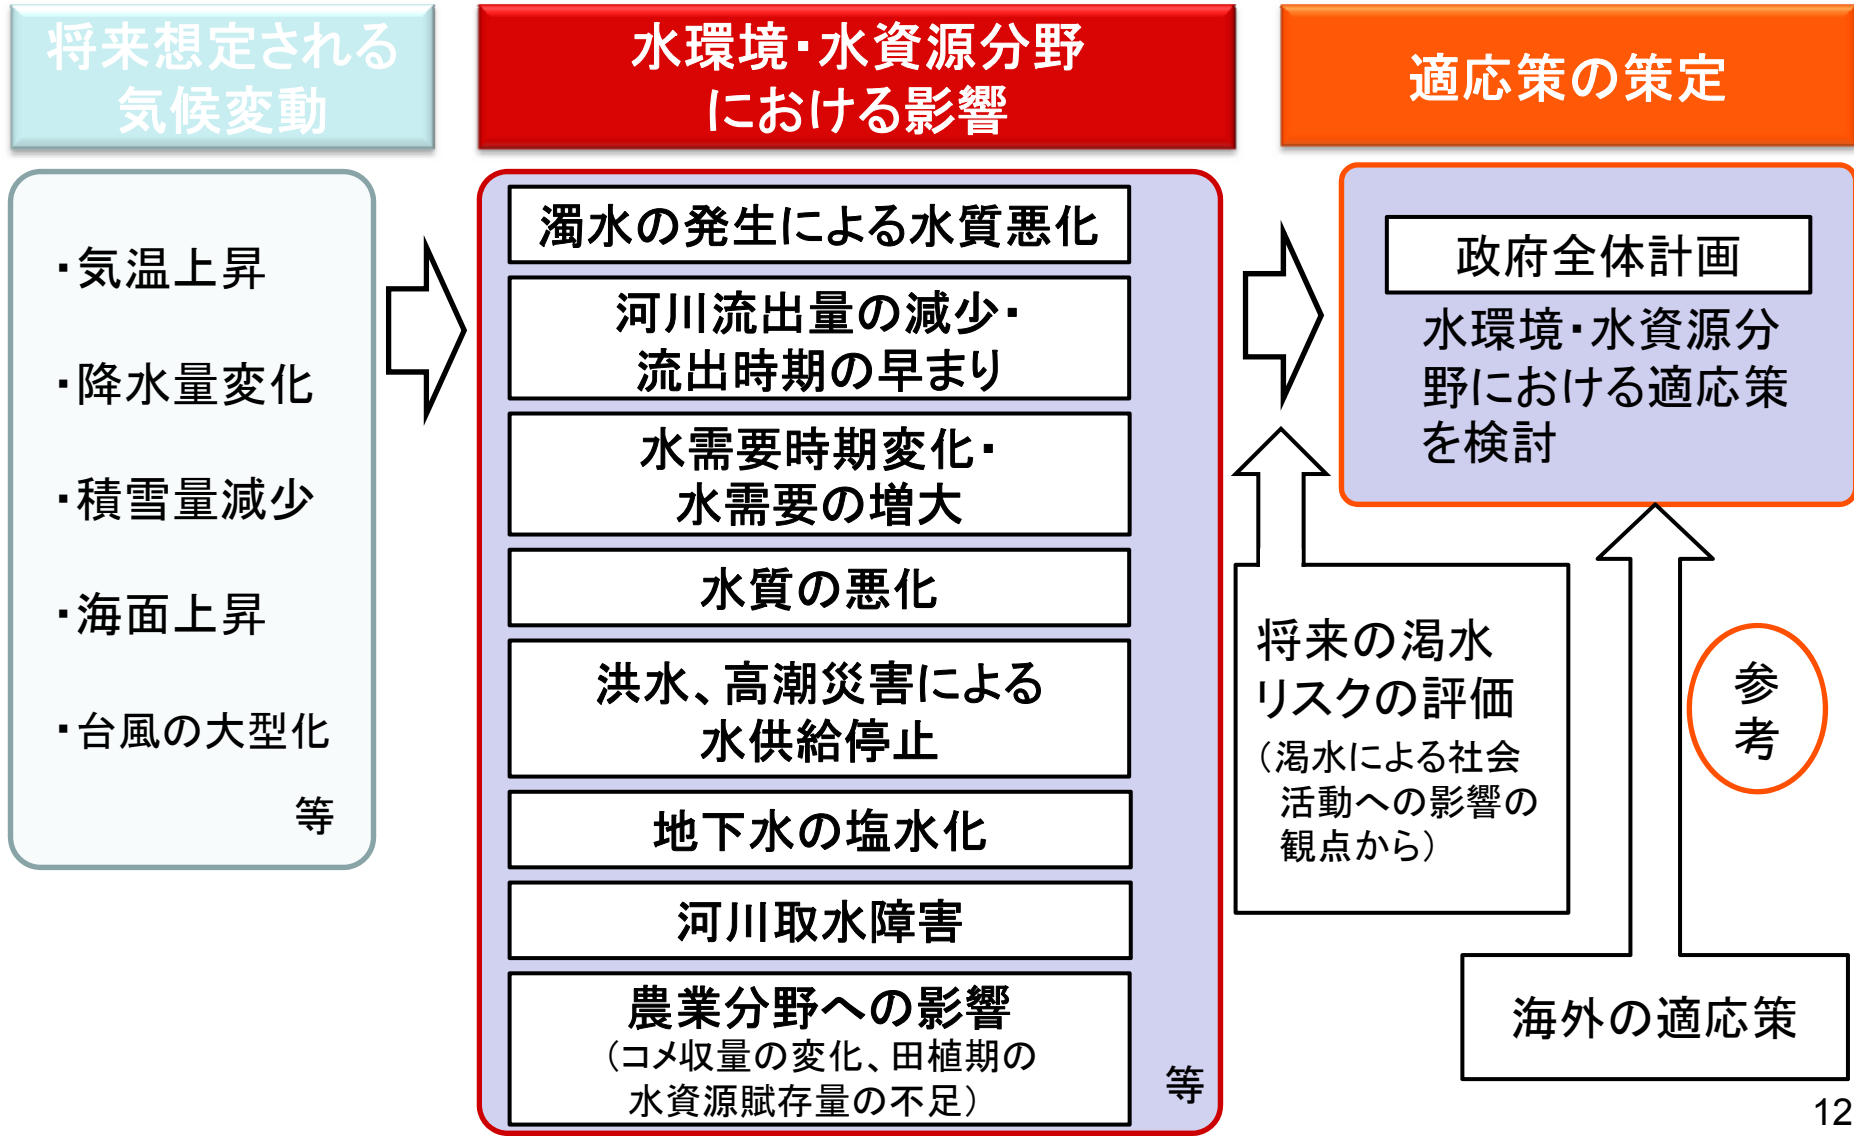 将来想定される
気候変動
・気温上昇
・降水量変化
・積雪量減少
・海面上昇
・台風の大型化
等
水環境・水資源分野
における影響
濁水の発生による水質悪化
河川流出量の減少・
流出時期の早まり
水需要時期変化・
水需要の増大
水質の悪化
洪水、高潮災害による
水供給停止
地下水の塩水化
河川取水障害
農業分野への影響
（コメ収量の変化、田植期の
水資源賦存量の不足）
等
適応策の策定
政府全体計画
水環境・水資源分
野における適応策
を検討
将来の渇水
リスクの評価
（渇水による社会
活動への影響の
観点から）
参
考
海外の適応策
12